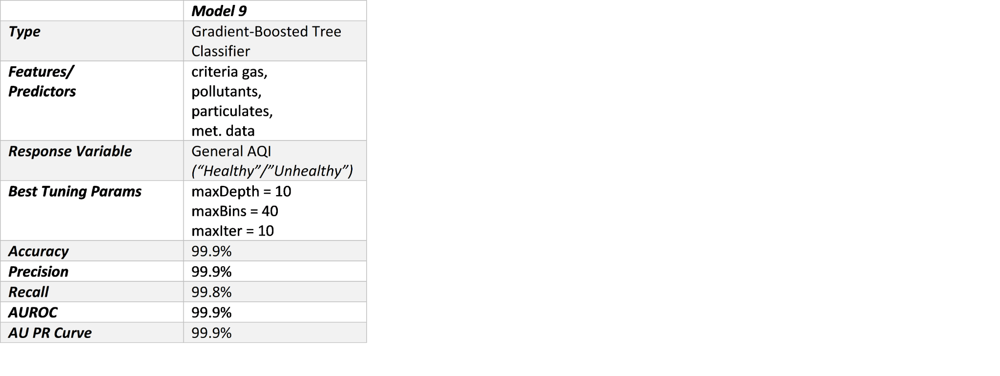 Model 9
Type
Gradient-Boosted Tree
Classifier
Features/
Predictors
criteria gas,
pollutants,
particulates,
met. data
Response Variable
General AQI
(“Healthy”/”Unhealthy”)
Best Tuning Params
maxDepth = 10
maxBins = 40
maxIter = 10
Accuracy
99.9%
Precision
99.9%
Recall
99.8%
AUROC
99.9%
AU PR Curve
99.9%